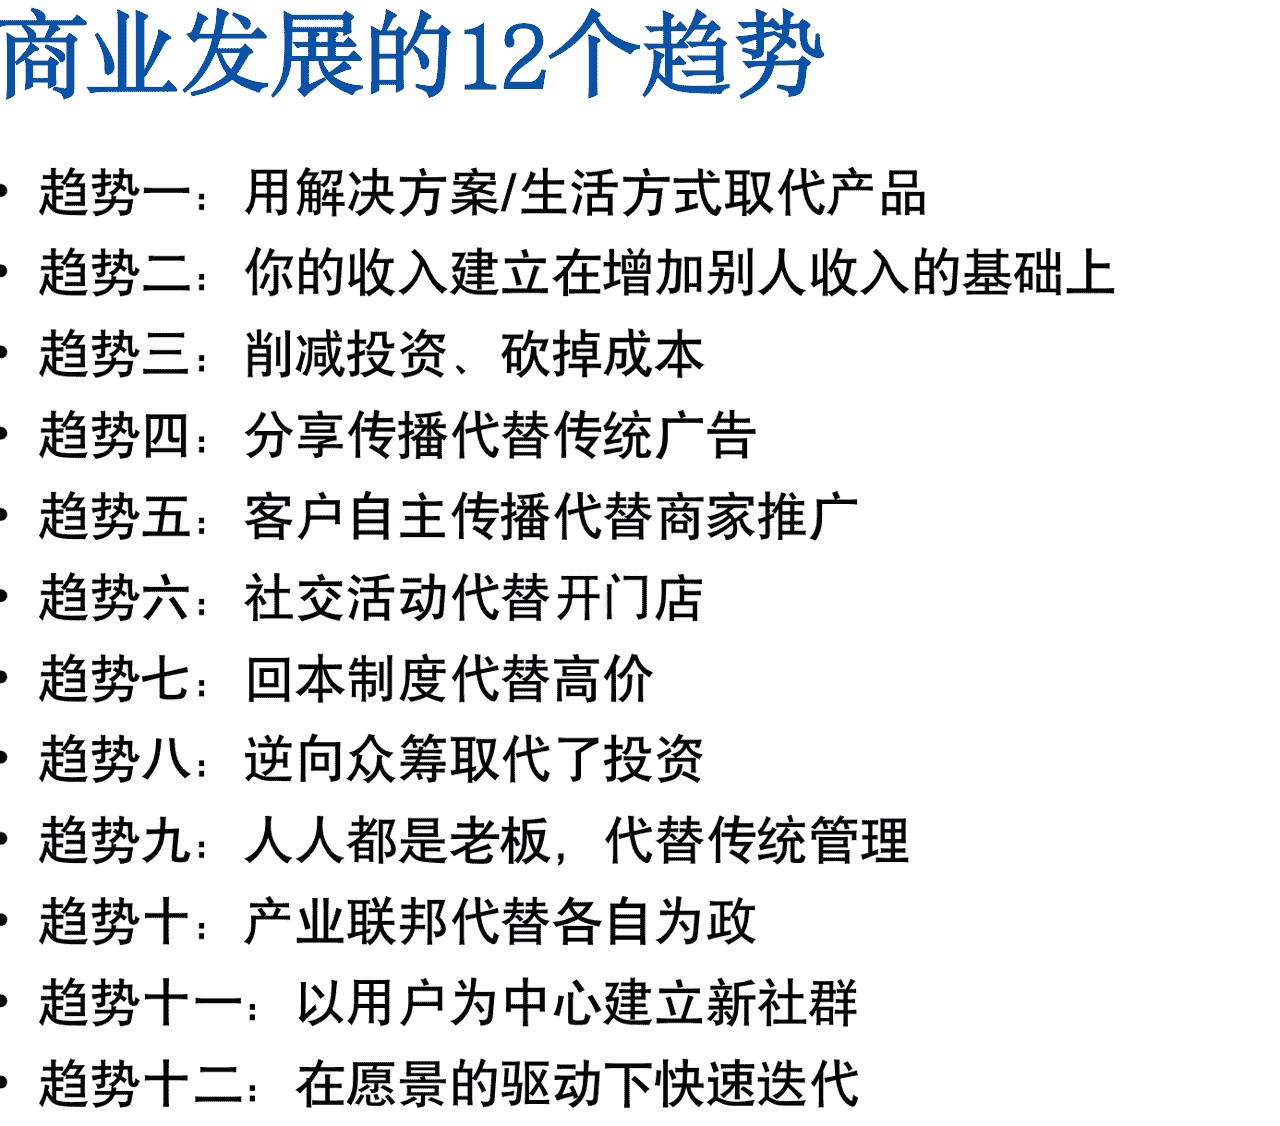 商业发展的12个趋势
• 趋势一：用解决方案/生活方式取代产品
• 趋势二：你的收入建立在增加别人收入的基础上
• 趋势三：削减投资、砍掉成本
• 趋势四：分享传播代替传统广告
• 趋势五：客户自主传播代替商家推广
• 趋势六：社交活动代替开门店
• 趋势七：回本制度代替高价
• 趋势八：逆向众筹取代了投资
• 趋势九：人人都是老板，代替传统管理
• 趋势十：产业联邦代替各自为政
• 趋势十一：以用户为中心建立新社群
• 趋势十二：在愿景的驱动下快速迭代